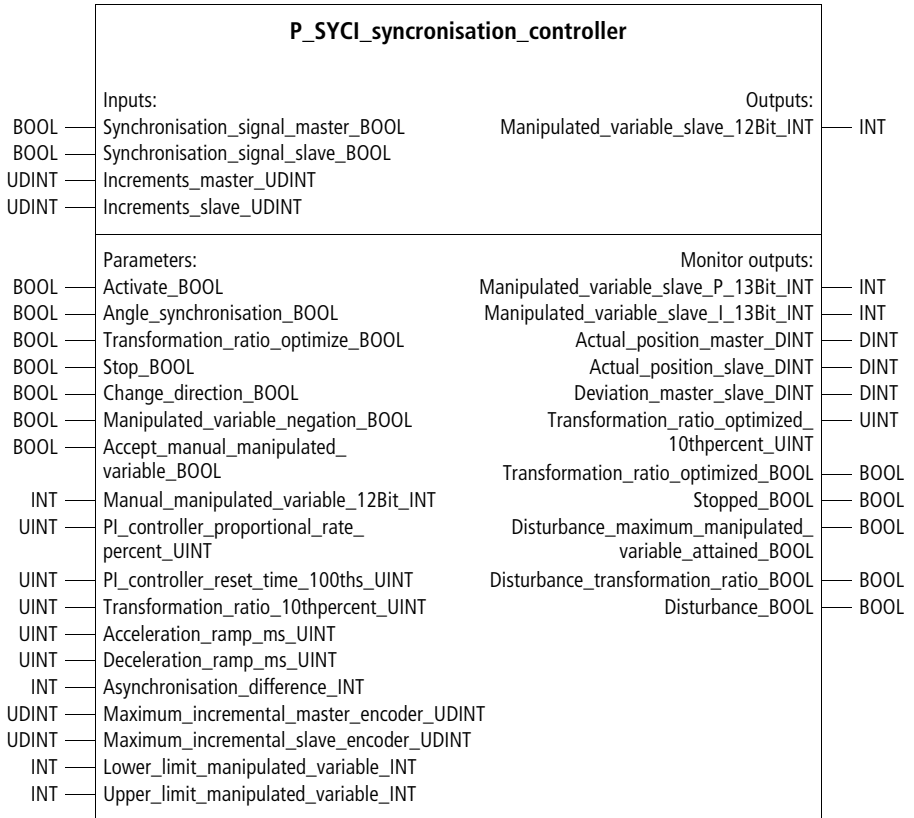 P_SYCI_syncronisation_controller
Inputs: Outputs:
BOOL Synchronisation_signal_master_BOOL Manipulated_variable_slave_12Bit_INT INT
BOOL Synchronisation_signal_slave_BOOL
UDINT Increments_master_UDINT
UDINT Increments_slave_UDINT
Parameters: Monitor outputs:
BOOL Activate_BOOL Manipulated_variable_slave_P_13Bit_INT INT
BOOL Angle_synchronisation_BOOL Manipulated_variable_slave_I_13Bit_INT INT
BOOL Transformation_ratio_optimize_BOOL Actual_position_master_DINT DINT
BOOL Stop_BOOL Actual_position_slave_DINT DINT
BOOL Change_direction_BOOL Deviation_master_slave_DINT DINT
BOOL Manipulated_variable_negation_BOOL Transformation_ratio_optimized_ UINT
BOOL Accept_manual_manipulated_ 10thpercent_UINT
variable_BOOL Transformation_ratio_optimized_BOOL BOOL
INT Manual_manipulated_variable_12Bit_INT Stopped_BOOL BOOL
UINT PI_controller_proportional_rate_ Disturbance_maximum_manipulated_ BOOL
percent_UINT variable_attained_BOOL
UINT PI_controller_reset_time_100ths_UINT Disturbance_transformation_ratio_BOOL BOOL
UINT Transformation_ratio_10thpercent_UINT Disturbance_BOOL BOOL
UINT Acceleration_ramp_ms_UINT
UINT Deceleration_ramp_ms_UINT
INT Asynchronisation_difference_INT
UDINT Maximum_incremental_master_encoder_UDINT
UDINT Maximum_incremental_slave_encoder_UDINT
INT Lower_limit_manipulated_variable_INT
INT Upper_limit_manipulated_variable_INT